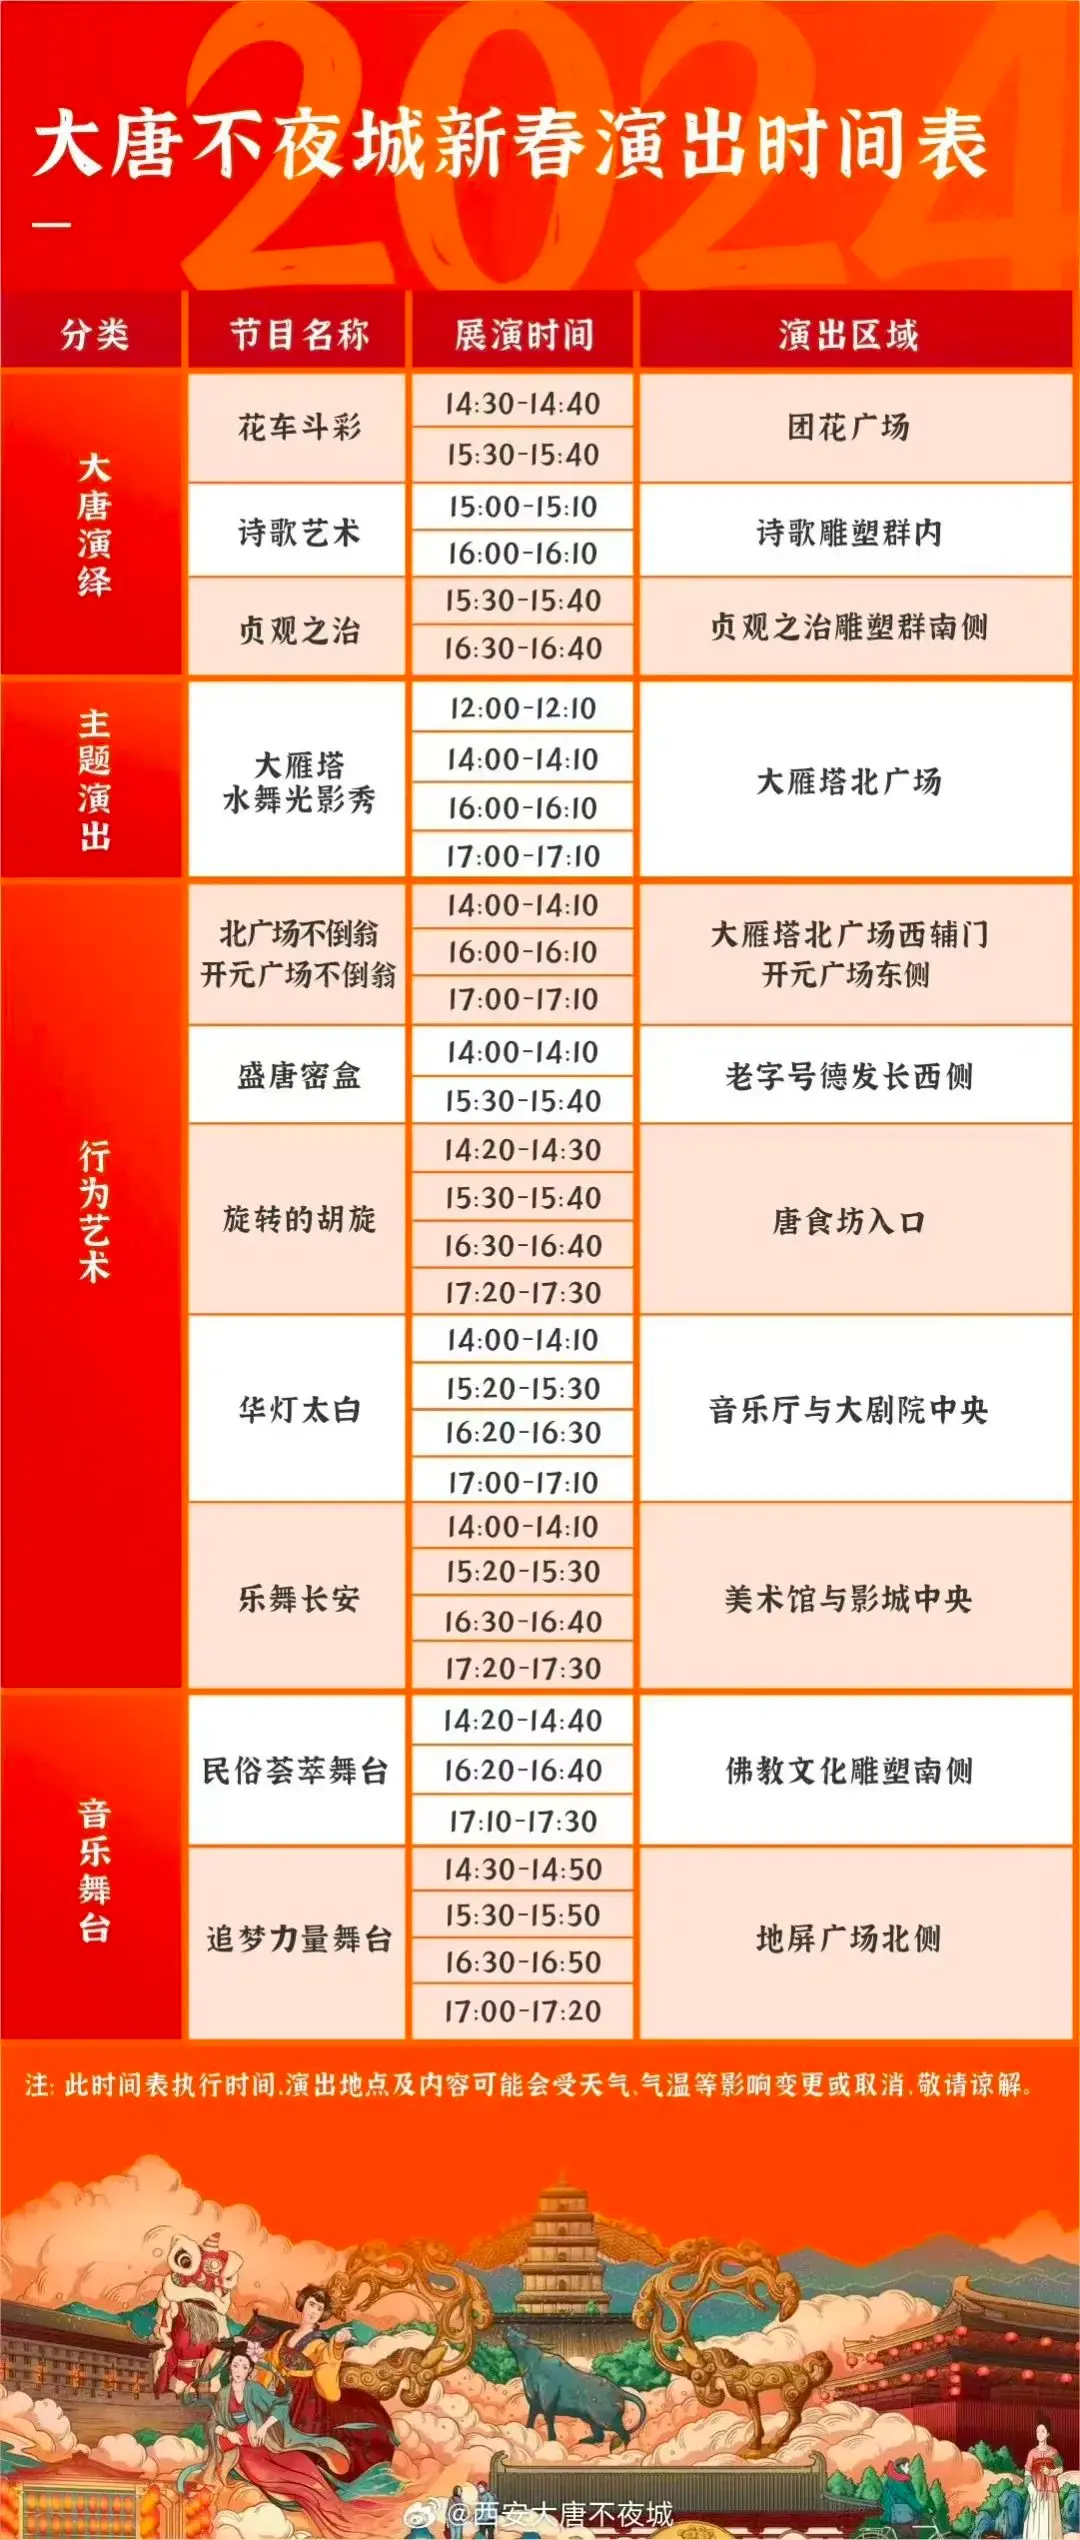 2024
大唐不夜城新春演出时间表
分类 节目名称 展演时间 演出区域
大唐演绎
花车斗彩
14:30-14:40
15:30-15:40
团花广场
诗歌艺术
15:00-15:10
16:00-16:10
诗歌雕塑群内
贞观之治
15:30-15:40
16:30-16:40
贞观之治雕塑群南侧
主题演出
大雁塔
水舞光影秀
12:00-12:10
14:00-14:10
16:00-16:10
17:00-17:10
大雁塔北广场
行为艺术
北广场不倒翁
开元广场不倒翁
14:00-14:10
16:00-16:10
17:00-17:10
大雁塔北广场西辅门
开元广场东侧
盛唐密盒
14:00-14:10
15:30-15:40
老字号德发长西侧
旋转的胡旋
14:20-14:30
15:30-15:40
16:30-16:40
17:20-17:30
唐食坊入口
华灯太白
14:00-14:10
15:20-15:30
16:20-16:30
17:00-17:10
音乐厅与大剧院中央
乐舞长安
14:00-14:10
15:20-15:30
16:30-16:40
17:20-17:30
美术馆与影城中央
音乐舞台
民俗荟萃舞台
14:20-14:40
16:20-16:40
17:10-17:30
佛教文化雕塑南侧
追梦力量舞台
14:30-14:50
15:30-15:50
16:30-16:50
17:00-17:20
地屏广场北侧
注: 此时间表执行时间,演出地点及内容可能会受天气、气温等影响变更或取消,敬请谅解。
@西安大唐不夜城